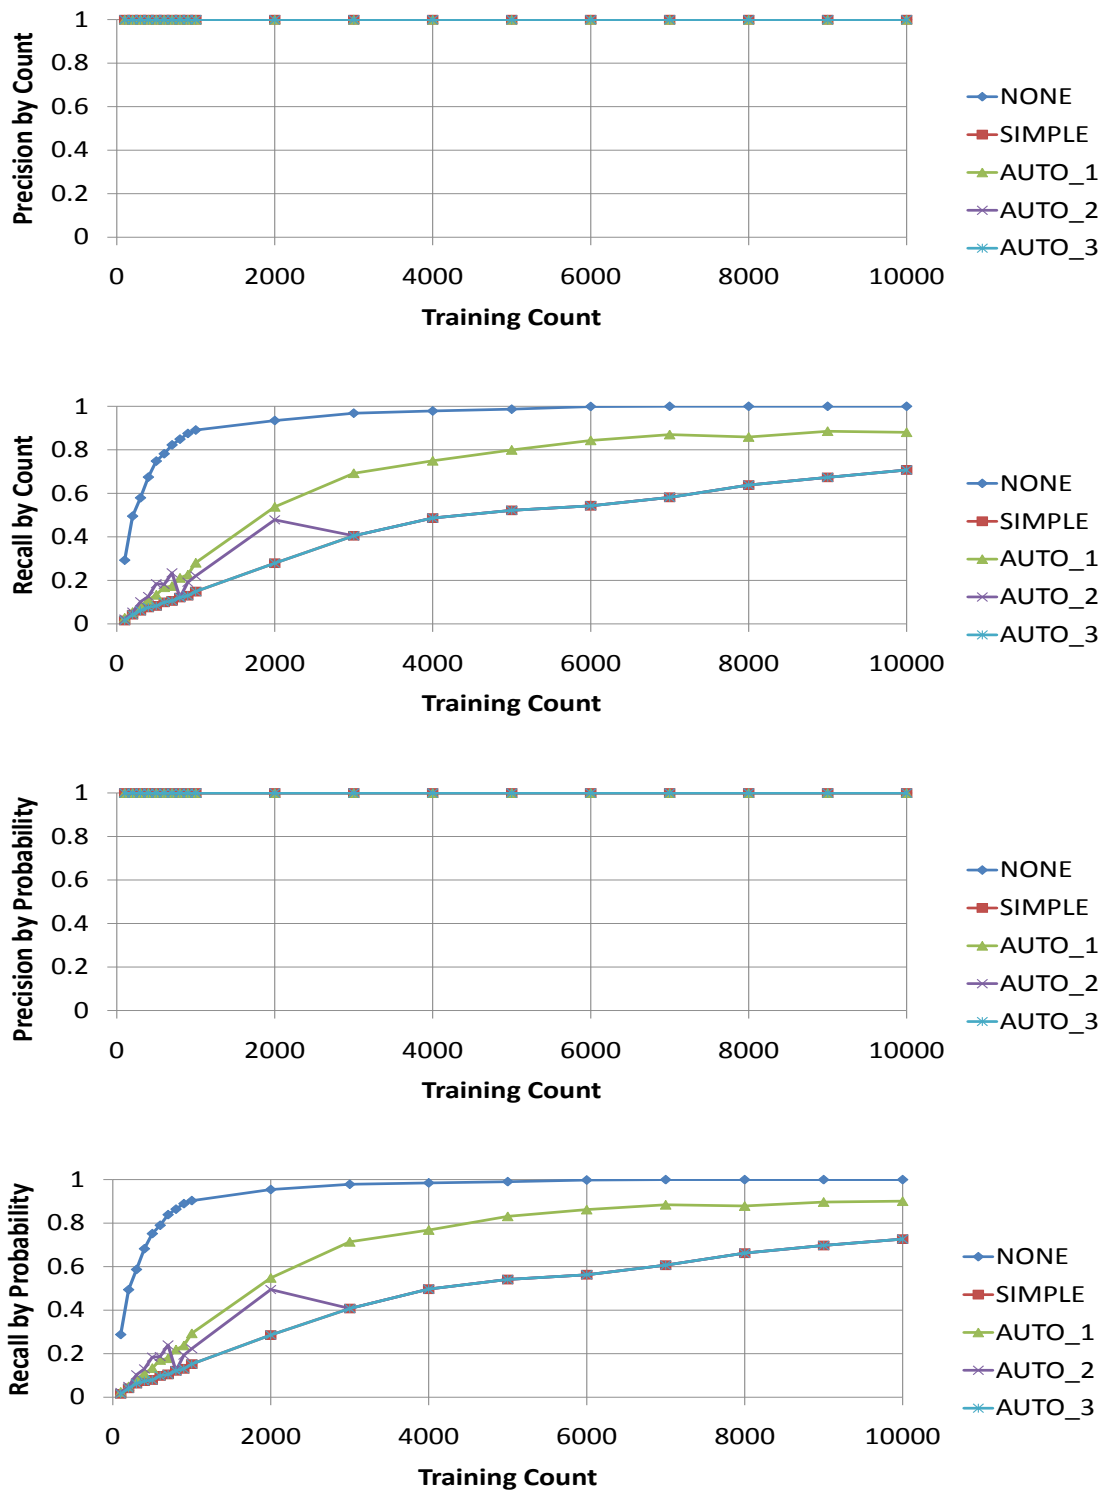 Precision by Count
1
0.8
0.6
0.4
0.2
0
0 2000 4000 6000 8000 10000
Training Count
NONE
SIMPLE
AUTO_1
AUTO_2
AUTO_3
Recall by Count
1
0.8
0.6
0.4
0.2
0
0 2000 4000 6000 8000 10000
Training Count
NONE
SIMPLE
AUTO_1
AUTO_2
AUTO_3
Precision by Probability
1
0.8
0.6
0.4
0.2
0
0 2000 4000 6000 8000 10000
Training Count
NONE
SIMPLE
AUTO_1
AUTO_2
AUTO_3
Recall by Probability
1
0.8
0.6
0.4
0.2
0
0 2000 4000 6000 8000 10000
Training Count
NONE
SIMPLE
AUTO_1
AUTO_2
AUTO_3